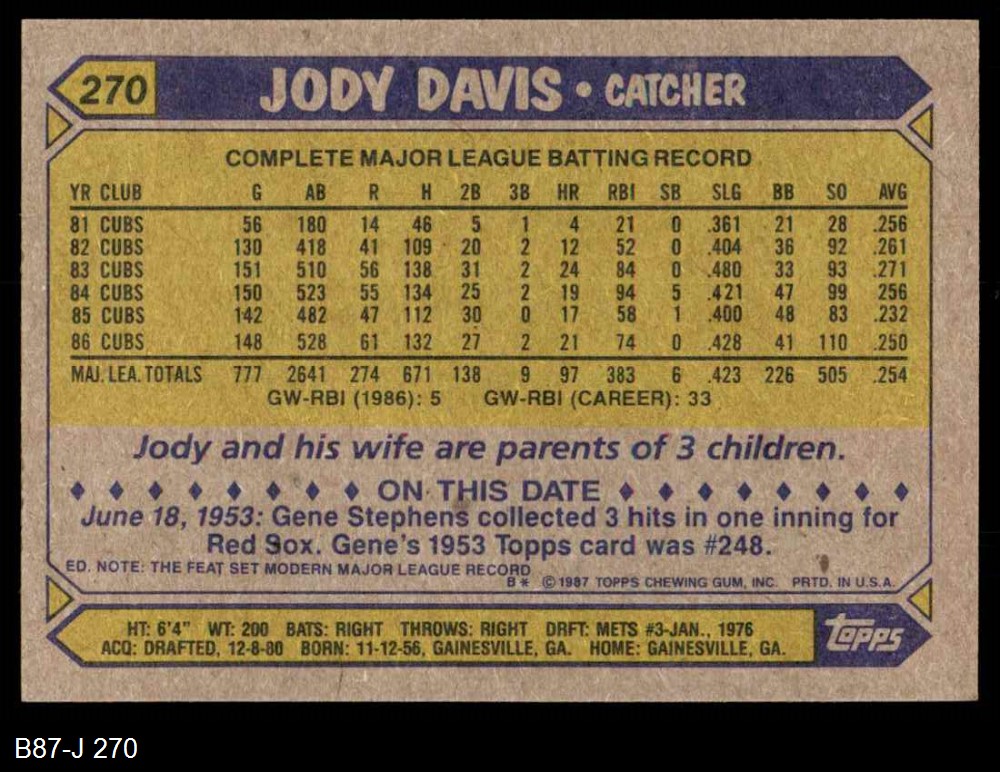 270 JODY DAVIS • CATCHER
COMPLETE MAJOR LEAGUE BATTING RECORD
YR CLUB G AB R H 2B 3B HR RBI SB SLG BB SO AVG
81 CUBS 56 180 14 46 5 1 4 21 0 .361 21 28 .256
82 CUBS 130 418 41 109 20 2 12 52 0 .404 36 92 .261
83 CUBS 151 510 56 138 31 2 24 84 0 .480 33 93 .271
84 CUBS 150 523 55 134 25 2 19 94 5 .421 47 99 .256
85 CUBS 142 482 47 112 30 0 17 58 1 .400 48 83 .232
86 CUBS 148 528 61 132 27 2 21 74 0 .428 41 110 .250
MAJ. LEA. TOTALS 777 2641 274 671 138 9 97 383 6 .423 226 505 .254
GW-RBI (1986): 5 GW-RBI (CAREER): 33
Jody and his wife are parents of 3 children.
♦ ♦ ♦ ♦ ♦ ♦ ♦ ♦ ON THIS DATE ♦ ♦ ♦ ♦ ♦ ♦ ♦ ♦
June 18, 1953: Gene Stephens collected 3 hits in one inning for
Red Sox. Gene's 1953 Topps card was #248.
ED. NOTE: THE FEAT SET MODERN MAJOR LEAGUE RECORD
B* © 1987 TOPPS CHEWING GUM, INC. PRTD. IN U.S.A.
HT: 6'4" WT: 200 BATS: RIGHT THROWS: RIGHT DRFT: METS #3-JAN., 1976
ACQ: DRAFTED, 12-8-80 BORN: 11-12-56, GAINESVILLE, GA. HOME: GAINESVILLE, GA.
topps
B87-J 270